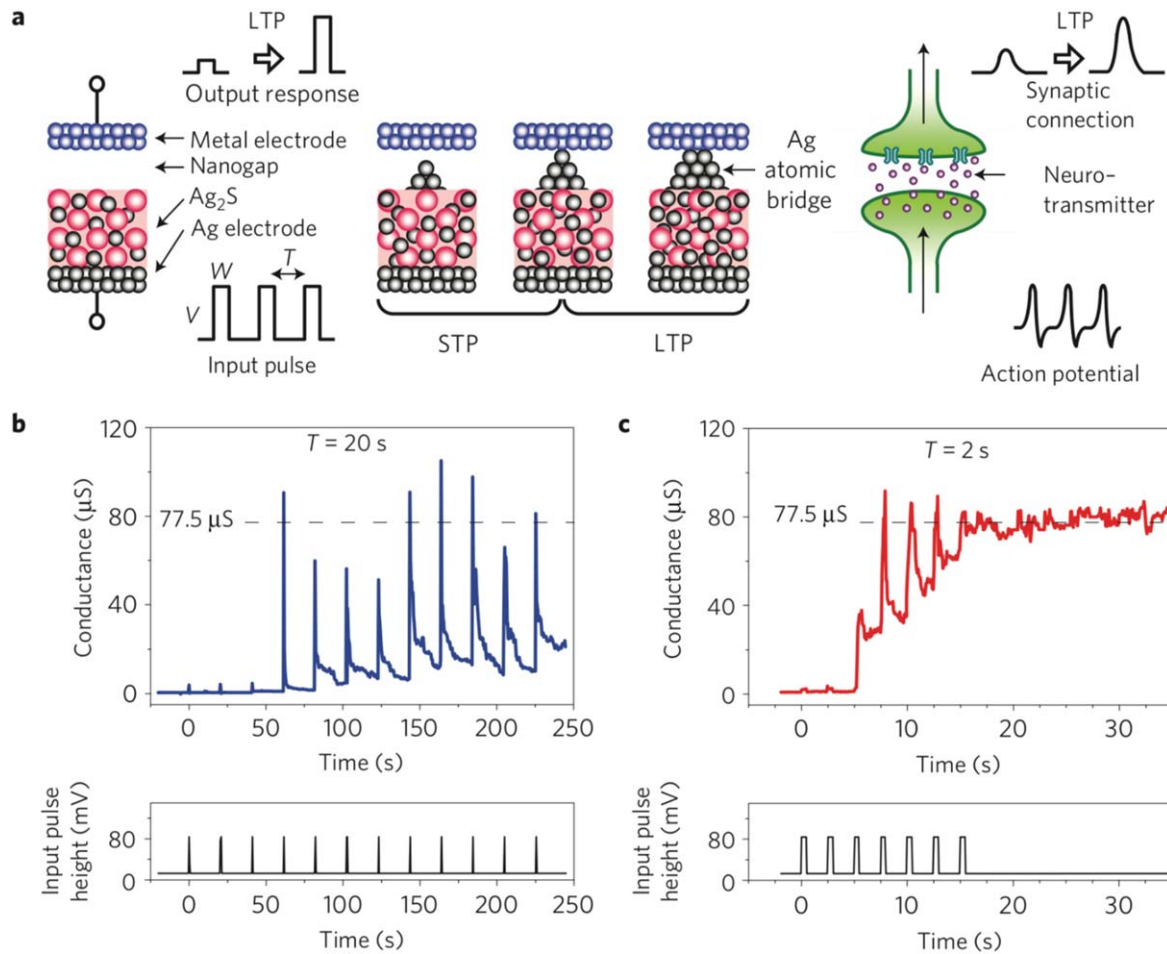 a
LTP
Output response
Metal electrode
Nanogap
Ag₂S
Ag electrode
W
T
V
Input pulse
STP
LTP
Ag
atomic
bridge
LTP
Synaptic
connection
Neuro-
transmitter
Action potential
b
120
80
40
0
Conductance (µS)
T = 20 s
77.5 µS
0 50 100 150 200 250
Time (s)
Input pulse
height (mV)
80
0
0 50 100 150 200 250
Time (s)
c
120
80
40
0
Conductance (µS)
T = 2 s
77.5 µS
0 10 20 30
Time (s)
Input pulse
height (mV)
80
0
0 10 20 30
Time (s)